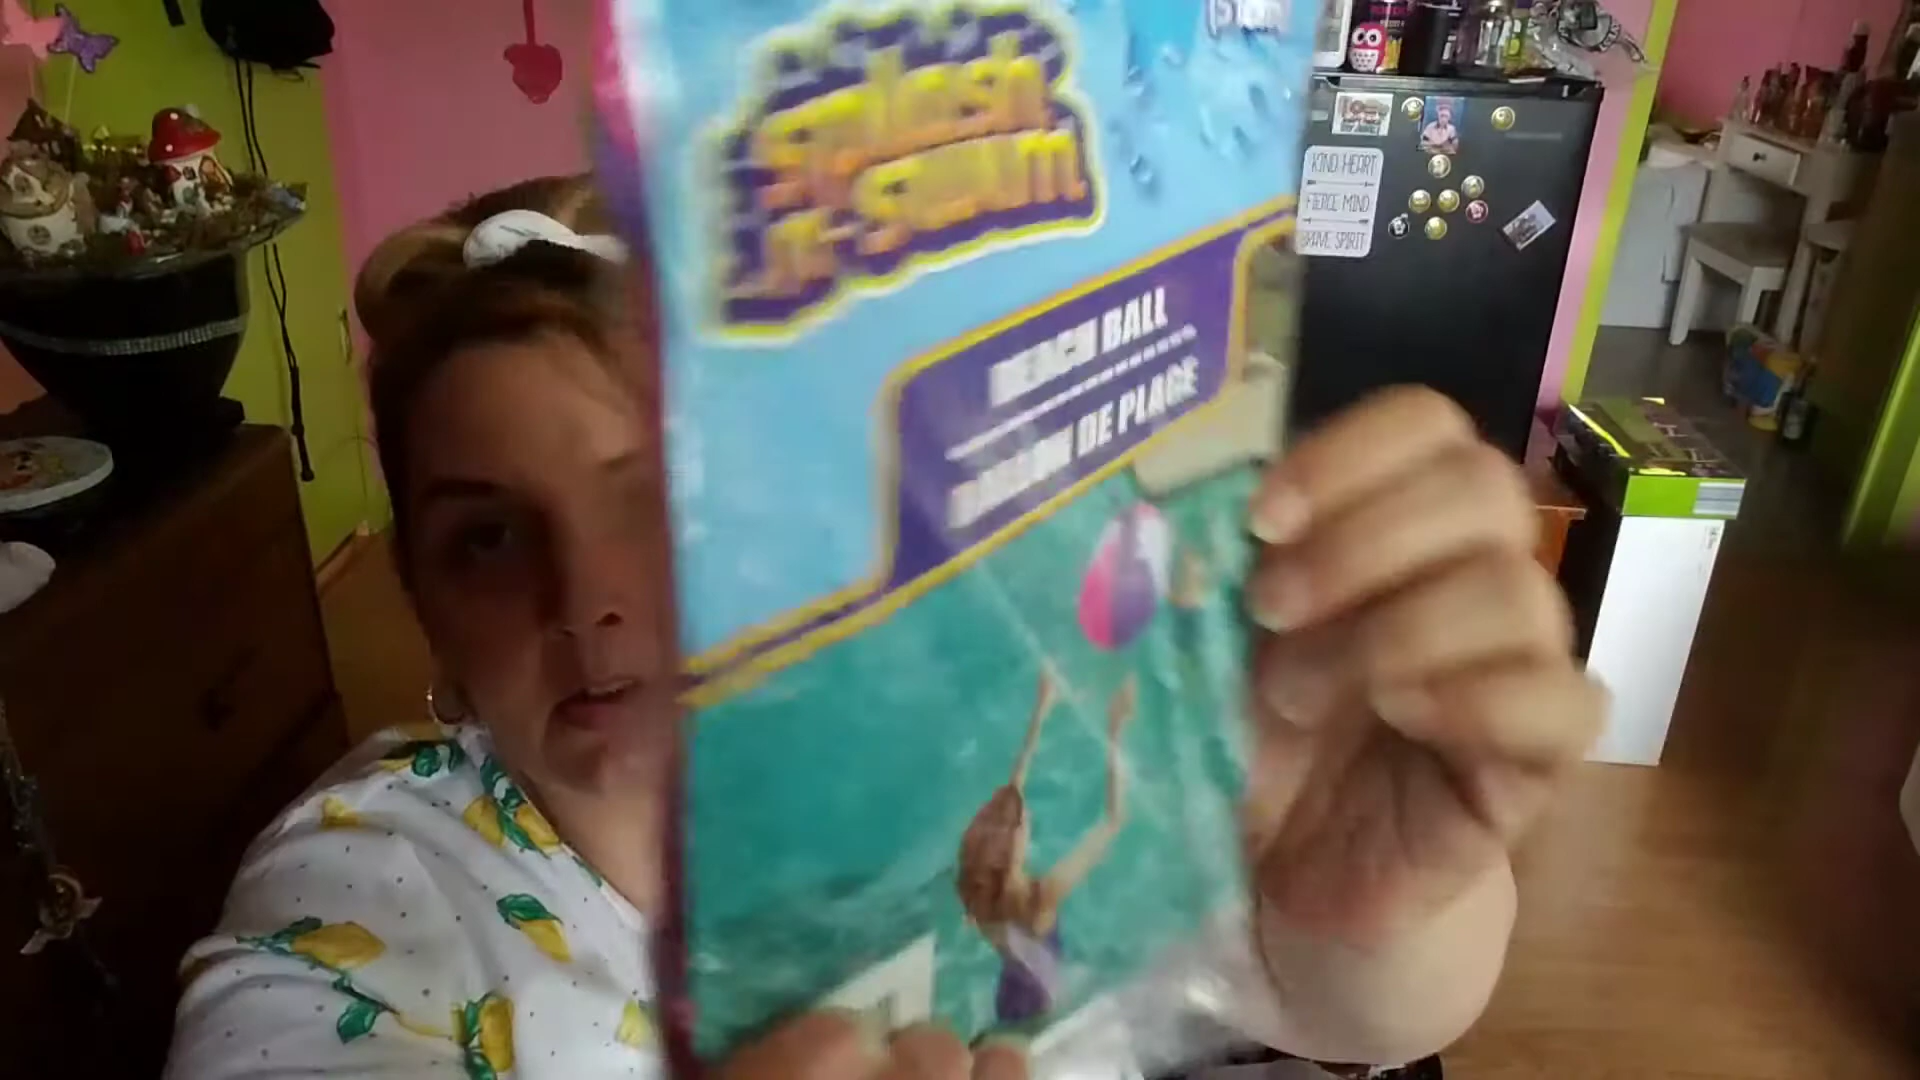 splash
n-swim
BEACH BALL
BALLON DE PLAGE
KIND HEART
FIERCE MIND
BRAVE SPIRIT